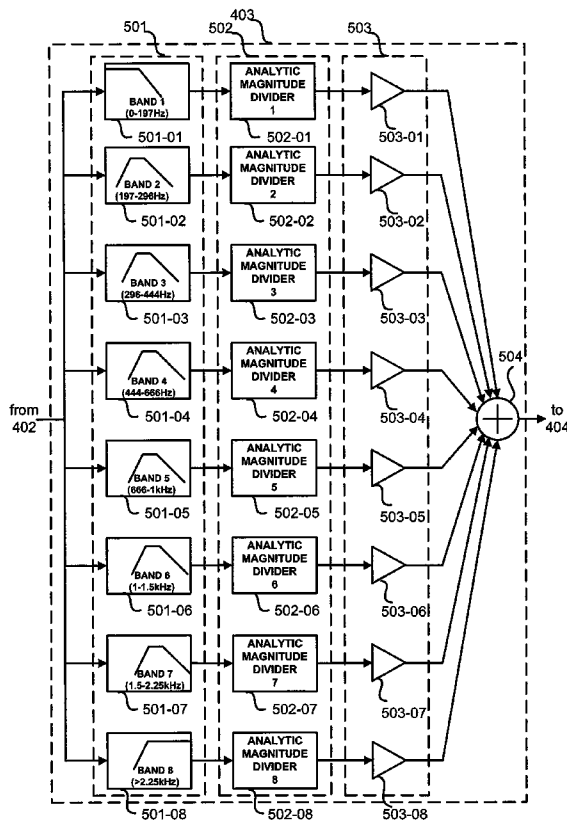 403
501
502
503
BAND 1
(0-197Hz)
501-01
ANALYTIC
MAGNITUDE
DIVIDER
1
502-01
503-01
BAND 2
(197-296Hz)
501-02
ANALYTIC
MAGNITUDE
DIVIDER
2
502-02
503-02
BAND 3
(296-444Hz)
501-03
ANALYTIC
MAGNITUDE
DIVIDER
3
502-03
503-03
BAND 4
(444-666Hz)
501-04
ANALYTIC
MAGNITUDE
DIVIDER
4
502-04
503-04
504
from
402
to
404
BAND 5
(666-1kHz)
501-05
ANALYTIC
MAGNITUDE
DIVIDER
5
502-05
503-05
BAND 6
(1-1.5kHz)
501-06
ANALYTIC
MAGNITUDE
DIVIDER
6
502-06
503-06
BAND 7
(1.5-2.25kHz)
501-07
ANALYTIC
MAGNITUDE
DIVIDER
7
502-07
503-07
BAND 8
(>2.25kHz)
501-08
ANALYTIC
MAGNITUDE
DIVIDER
8
502-08
503-08